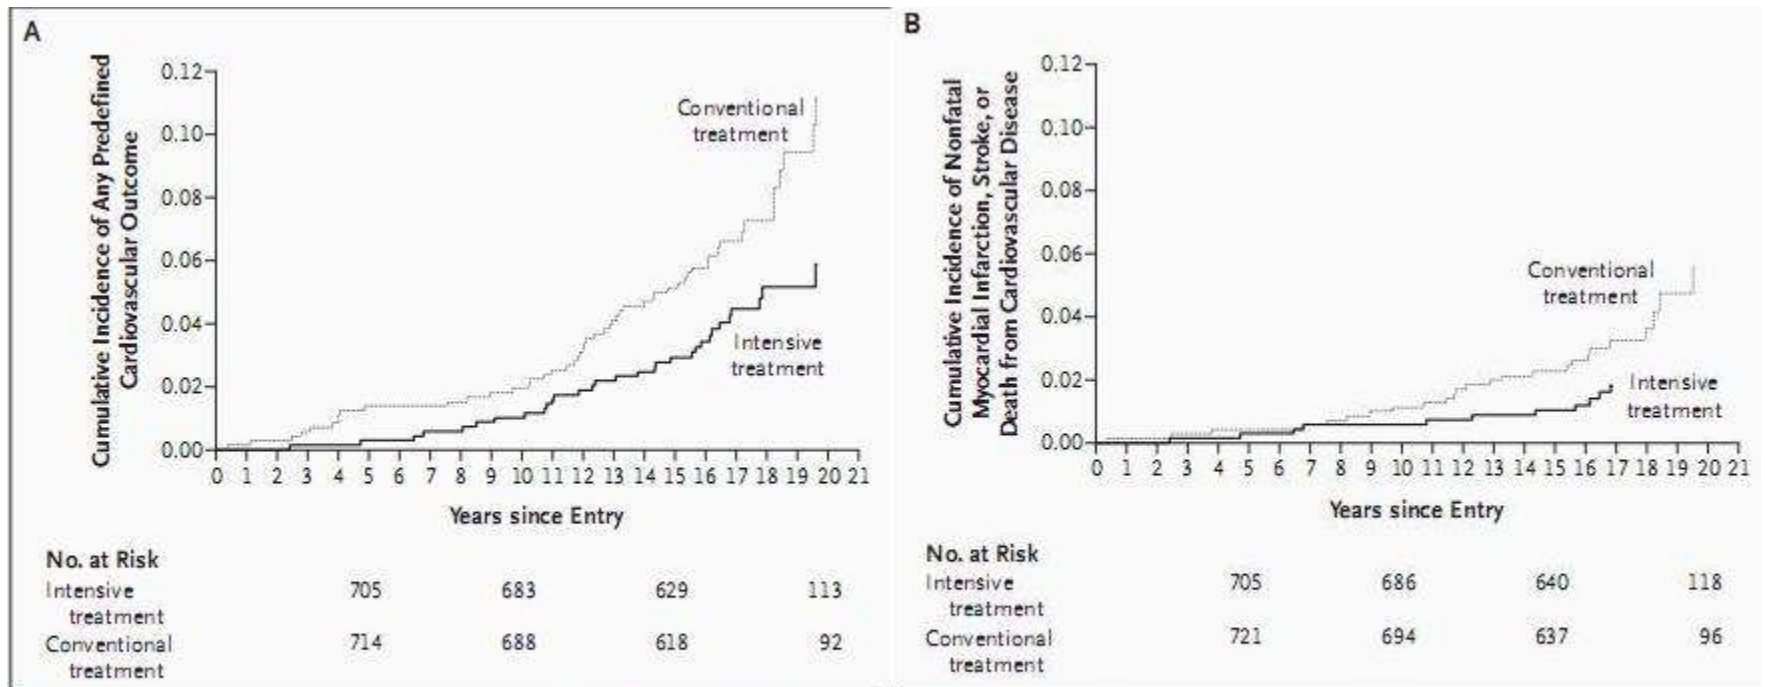 A
Cumulative Incidence of Any Predefined
Cardiovascular Outcome
0.12
0.10
0.08
0.06
0.04
0.02
0.00
Conventional
treatment
Intensive
treatment
0 1 2 3 4 5 6 7 8 9 10 11 12 13 14 15 16 17 18 19 20 21
Years since Entry
No. at Risk
Intensive 705 683 629 113
treatment
Conventional 714 688 618 92
treatment
B
Cumulative Incidence of Nonfatal
Myocardial Infarction, Stroke, or
Death from Cardiovascular Disease
0.12
0.10
0.08
0.06
0.04
0.02
0.00
Conventional
treatment
Intensive
treatment
0 1 2 3 4 5 6 7 8 9 10 11 12 13 14 15 16 17 18 19 20 21
Years since Entry
No. at Risk
Intensive 705 686 640 118
treatment
Conventional 721 694 637 96
treatment